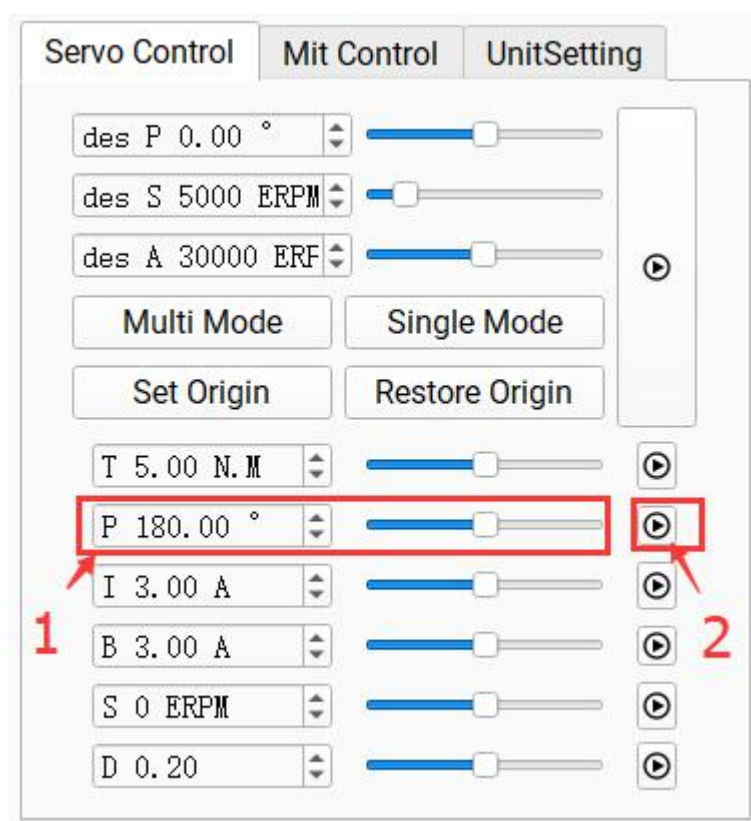 Servo Control Mit Control UnitSetting
des P 0.00 °
des S 5000 ERPM
des A 30000 ERF
Multi Mode Single Mode
Set Origin Restore Origin
T 5.00 N.M
P 180.00 °
I 3.00 A
1
B 3.00 A
2
S 0 ERPM
D 0.20